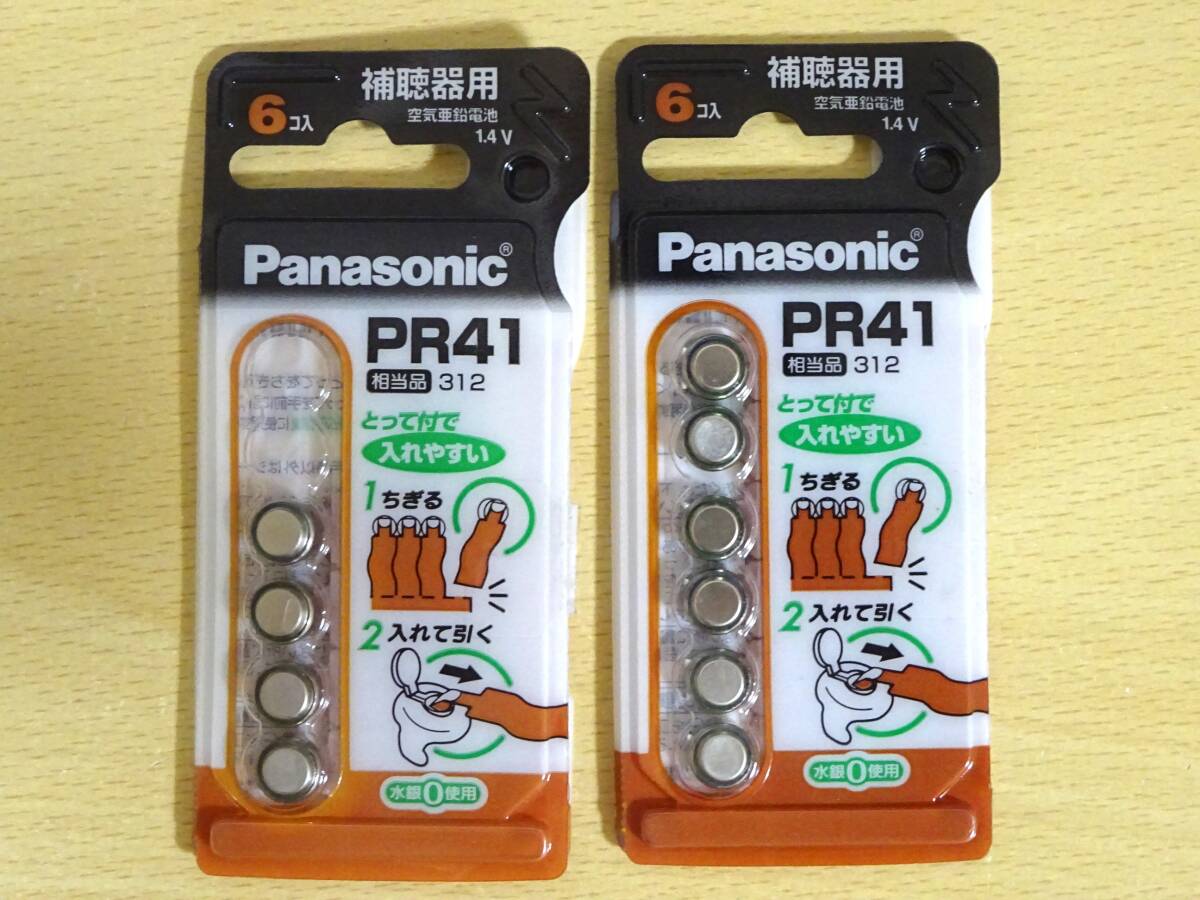 補聴器用
6コ入
空気亜鉛電池
1.4V
Panasonic®
PR41
相当品 312
とって付で
入れやすい
1 ちぎる
2 入れて引く
水銀0使用
補聴器用
6コ入
空気亜鉛電池
1.4V
Panasonic®
PR41
相当品 312
とって付で
入れやすい
1 ちぎる
2 入れて引く
水銀0使用